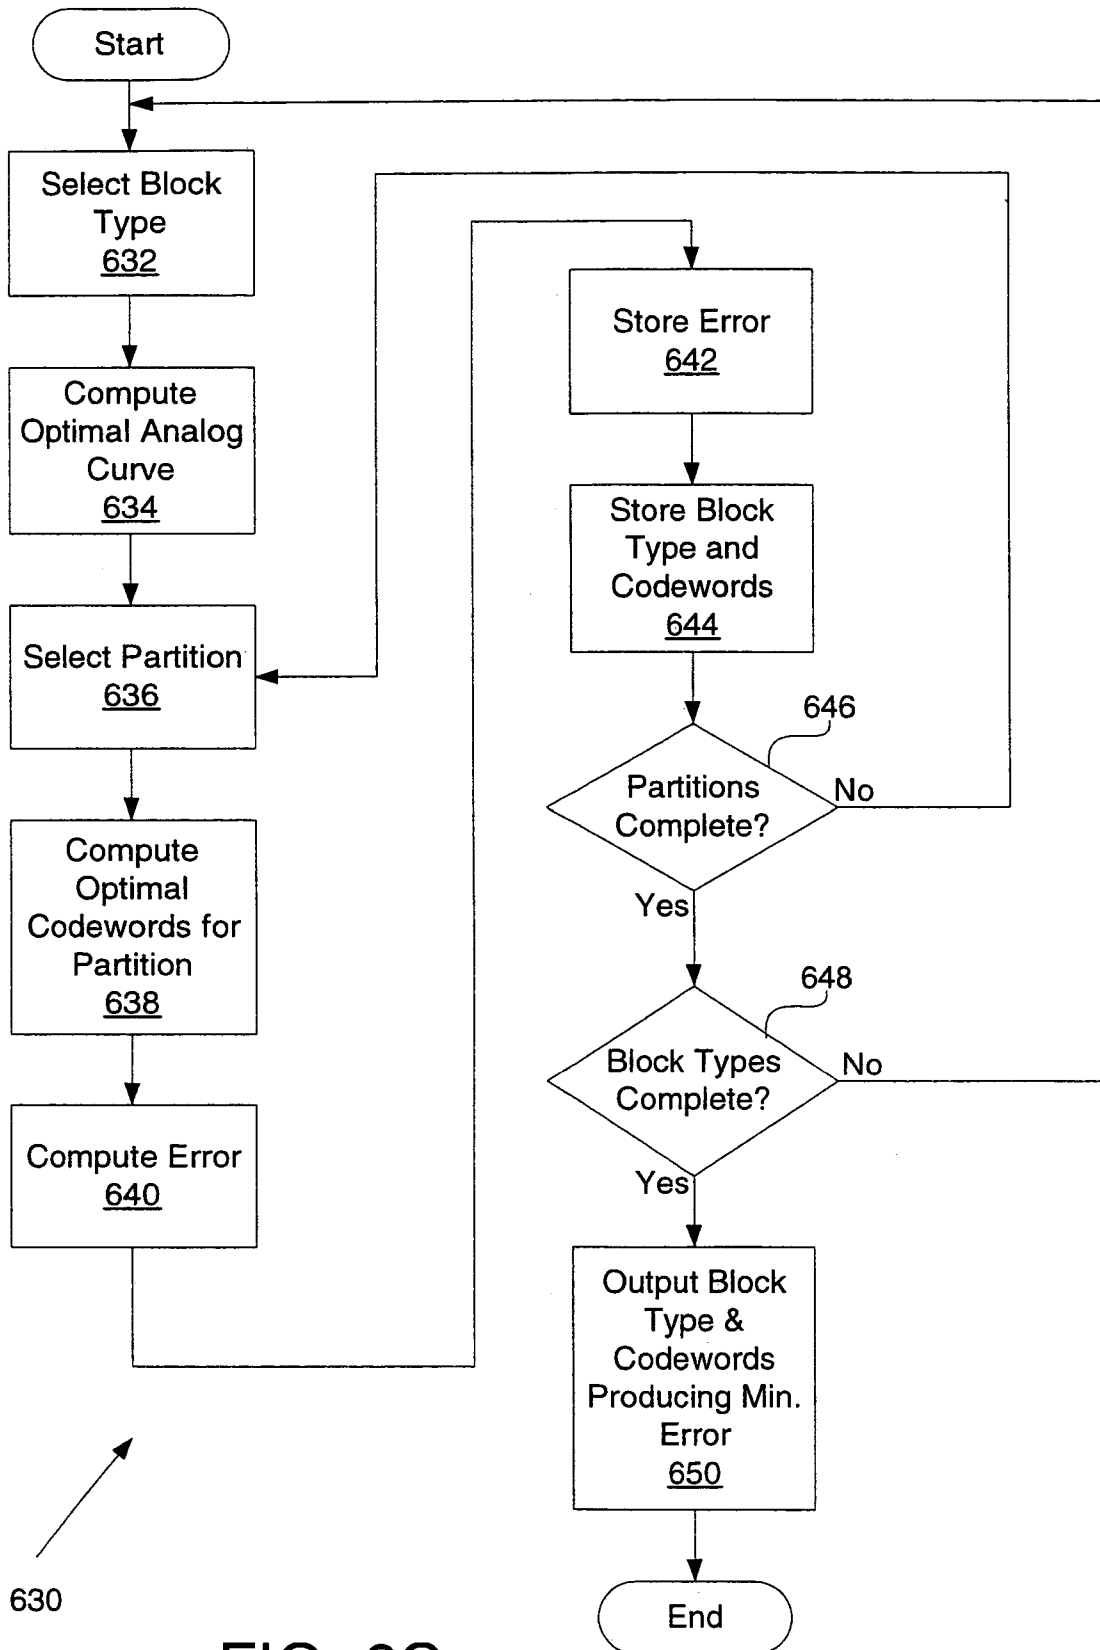 Start
Select Block
Type
632
Compute
Optimal Analog
Curve
634
Select Partition
636
Compute
Optimal
Codewords for
Partition
638
Compute Error
640
Store Error
642
Store Block
Type and
Codewords
644
646
Partitions
Complete?
No
Yes
648
Block Types
Complete?
No
Yes
Output Block
Type &
Codewords
Producing Min.
Error
650
End
630